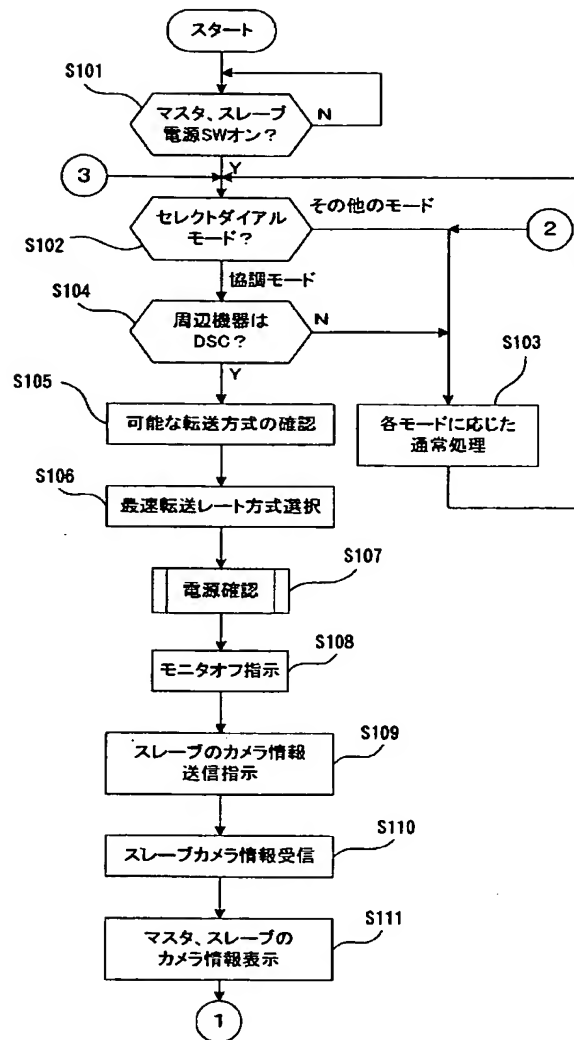 スタート
S101
マスタ、スレーブ
電源SWオン？
N
Y
3
セレクトダイアル
モード？
その他のモード
2
S102
協調モード
S104
周辺機器は
DSC？
N
Y
S103
各モードに応じた
通常処理
S105
可能な転送方式の確認
S106
最速転送レート方式選択
S107
電源確認
S108
モニタオフ指示
S109
スレーブのカメラ情報
送信指示
S110
スレーブカメラ情報受信
S111
マスタ、スレーブの
カメラ情報表示
1